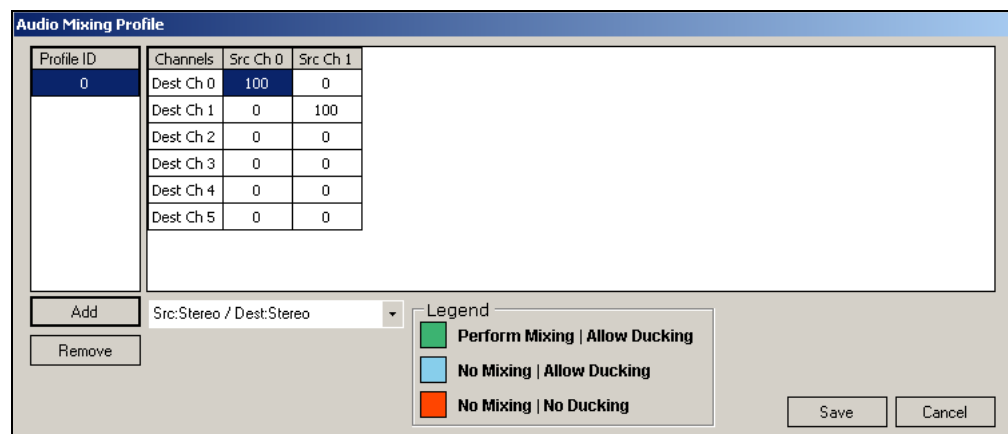 Audio Mixing Profile
Profile ID
0
Channels Src Ch 0 Src Ch 1
Dest Ch 0 100 0
Dest Ch 1 0 100
Dest Ch 2 0 0
Dest Ch 3 0 0
Dest Ch 4 0 0
Dest Ch 5 0 0
Add
Remove
Src:Stereo / Dest:Stereo
Legend
Perform Mixing | Allow Ducking
No Mixing | Allow Ducking
No Mixing | No Ducking
Save
Cancel